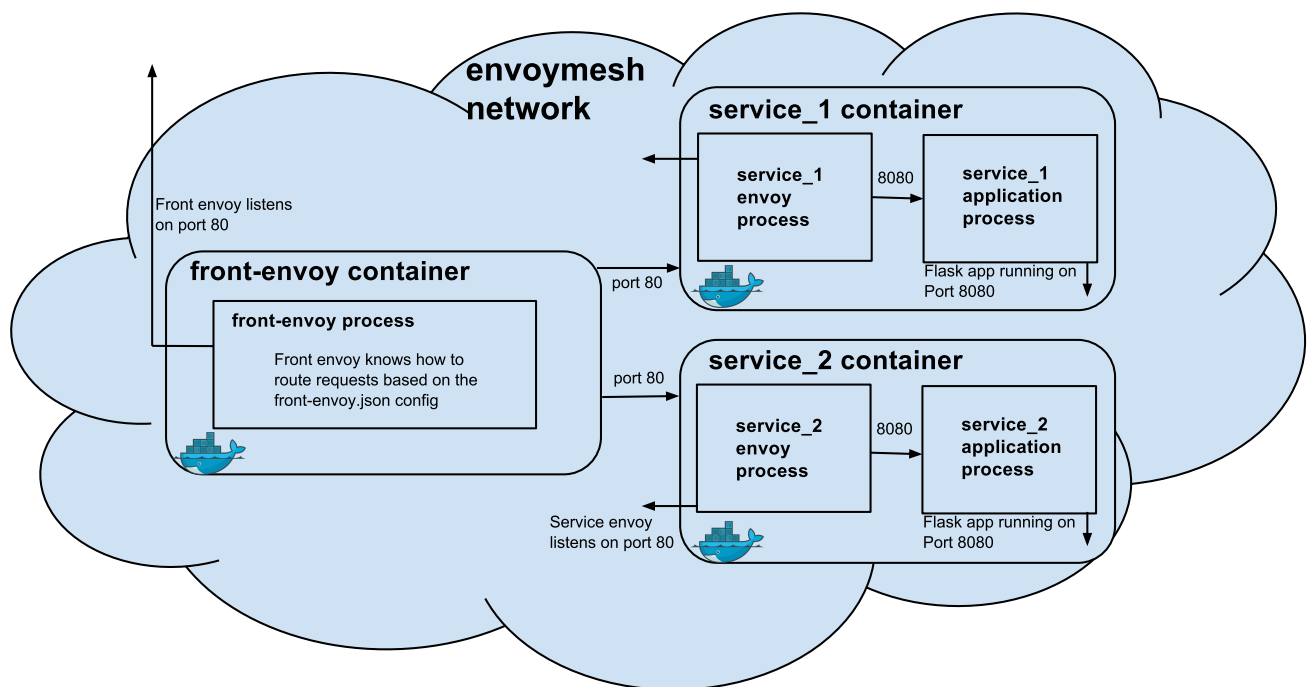 envoymesh
network
service_1 container
service_1
envoy
process
8080
service_1
application
process
Flask app running on
Port 8080
Front envoy listens
on port 80
front-envoy container
front-envoy process
Front envoy knows how to
route requests based on the
front-envoy.json config
port 80
port 80
service_2 container
service_2
envoy
process
8080
service_2
application
process
Service envoy
listens on port 80
Flask app running on
Port 8080